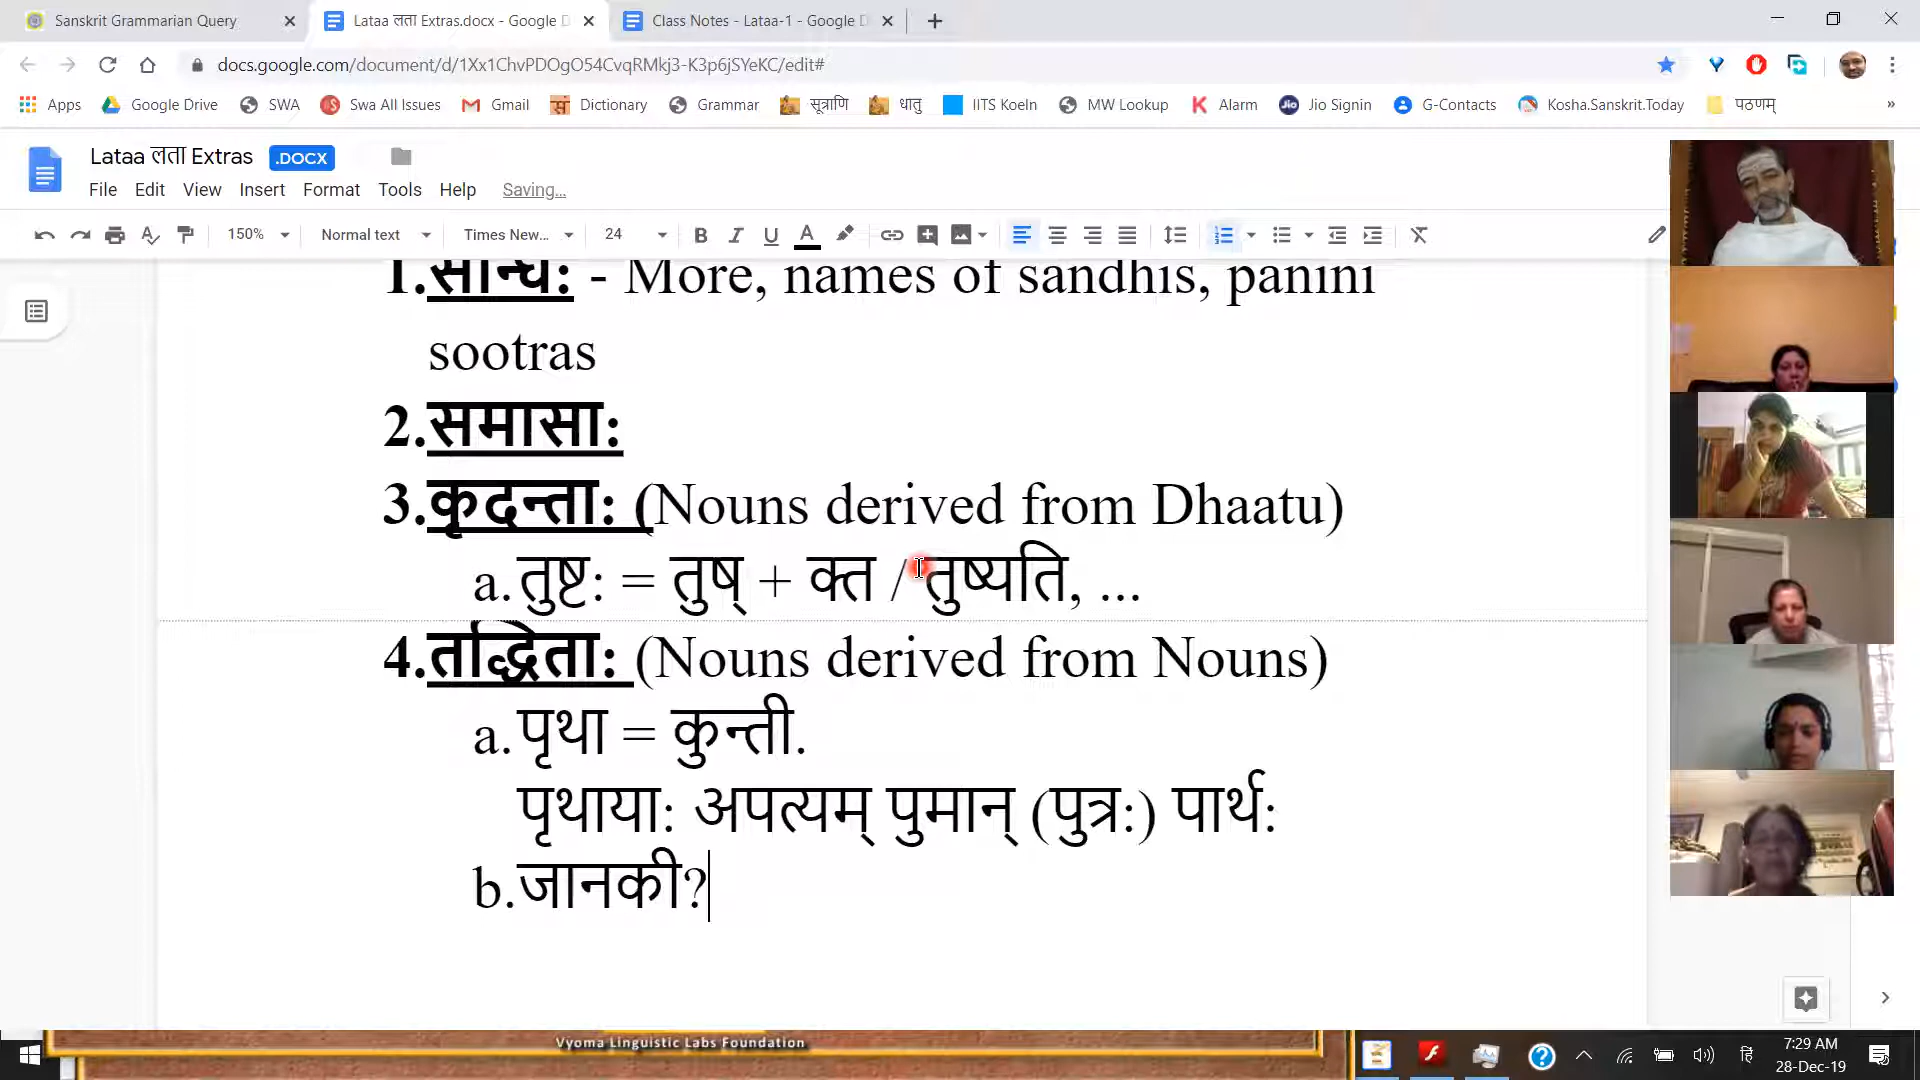 Sanskrit Grammarian Query
Lataa लता Extras.docx - Google D
Class Notes - Lataa-1 - Google D
docs.google.com/document/d/1Xx1ChvPDOgO54CvqRMkj3-K3p6jSYeKC/edit#
Apps Google Drive SWA Swa All Issues Gmail Dictionary Grammar सूत्राणि धातु IITS Koeln MW Lookup Alarm Jio Signin G-Contacts Kosha.Sanskrit.Today पठणम् »
Lataa लता Extras .DOCX
File Edit View Insert Format Tools Help Saving...
150% Normal text Times New... 24 B I U A
1.सन्धिः - More, names of sandhis, panini
sootras
2.समासाः
3.कृदन्ताः (Nouns derived from Dhaatu)
a.तुष्टः = तुष् + क्त / तुष्यति, ...
4.तद्धिताः (Nouns derived from Nouns)
a.पृथा = कुन्ती.
पृथायाः अपत्यम् पुमान् (पुत्रः) पार्थः
b.जानकी?
Vyoma Linguistic Labs Foundation
हि
7:29 AM
28-Dec-19